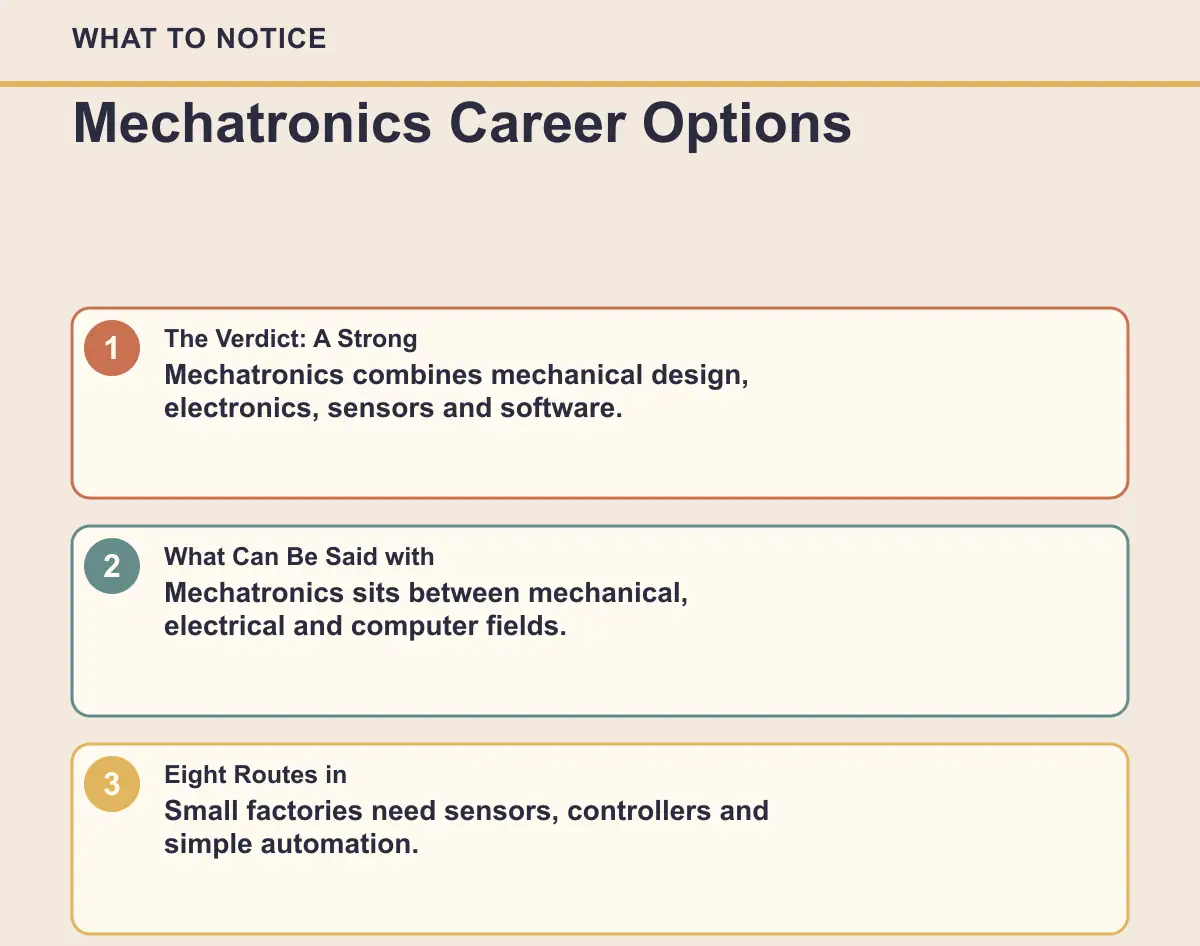 WHAT TO NOTICE
Mechatronics Career Options
1
The Verdict: A Strong
Mechatronics combines mechanical design,
electronics, sensors and software.
2
What Can Be Said with
Mechatronics sits between mechanical,
electrical and computer fields.
3
Eight Routes in
Small factories need sensors, controllers and
simple automation.